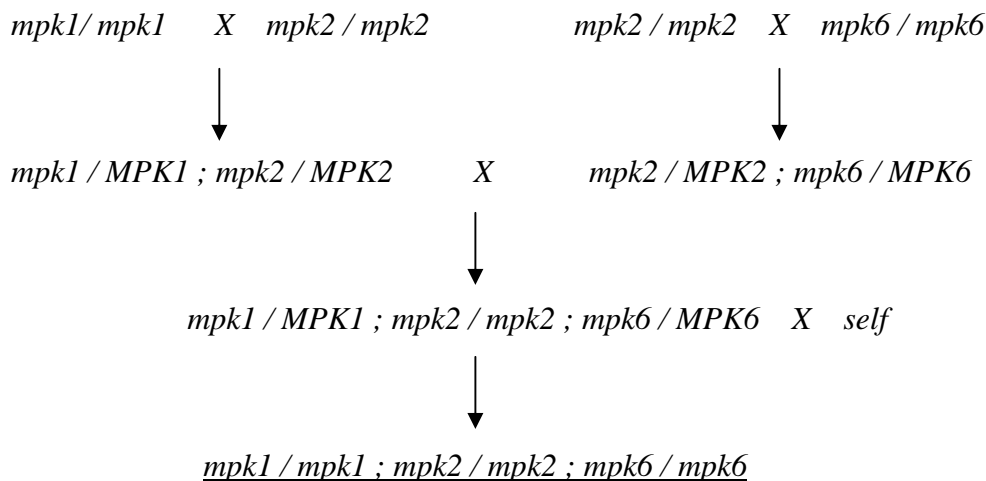 mpk1/ mpk1 X mpk2 / mpk2 mpk2 / mpk2 X mpk6 / mpk6
mpk1 / MPK1 ; mpk2 / MPK2 X mpk2 / MPK2 ; mpk6 / MPK6
mpk1 / MPK1 ; mpk2 / mpk2 ; mpk6 / MPK6 X self
mpk1 / mpk1 ; mpk2 / mpk2 ; mpk6 / mpk6